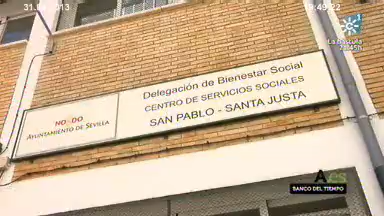 NO8DO
AYUNTAMIENTO DE SEVILLA
Delegación de Bienestar Social
CENTRO DE SERVICIOS SOCIALES
SAN PABLO - SANTA JUSTA
BANCO DEL TIEMPO